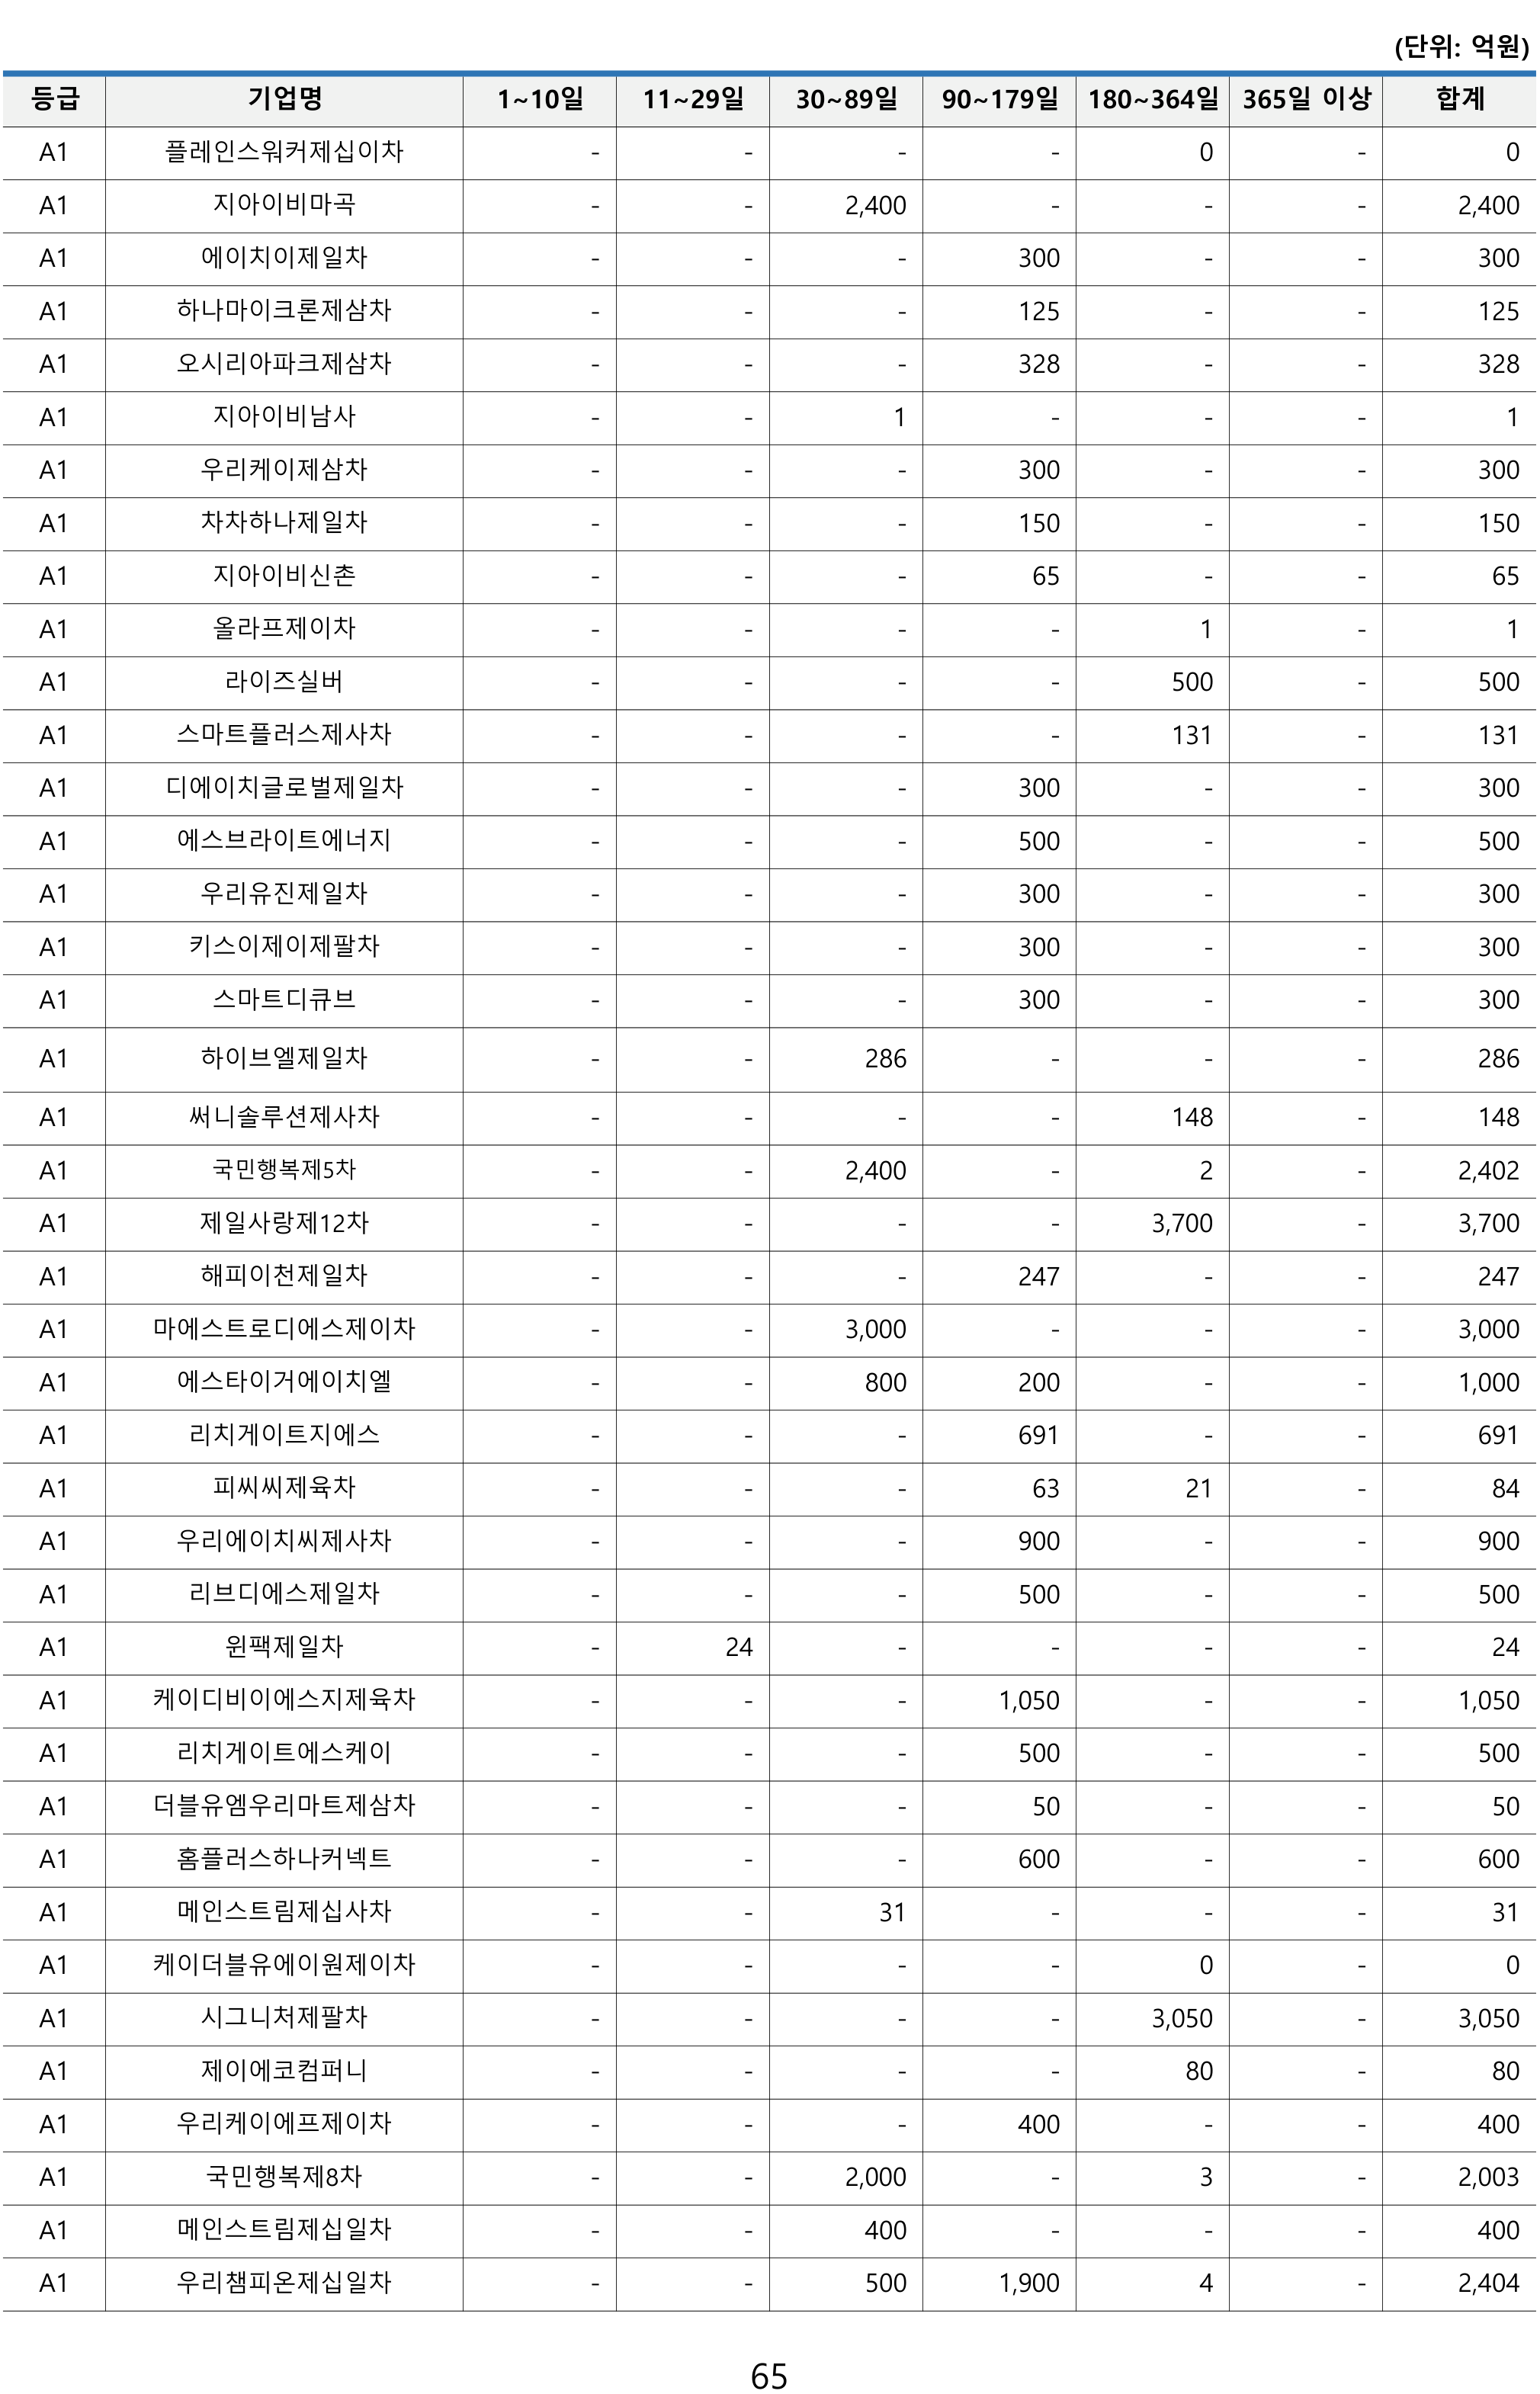 (단위: 억원)
등급 기업명 1~10일 11~29일 30~89일 90~179일 180~364일 365일 이상 합계
A1 플레인스워커제십이차 - - - - 0 - 0
A1 지아이비마곡 - - 2,400 - - - 2,400
A1 에이치이제일차 - - - 300 - - 300
A1 하나마이크론제삼차 - - - 125 - - 125
A1 오시리아파크제삼차 - - - 328 - - 328
A1 지아이비남사 - - 1 - - - 1
A1 우리케이제삼차 - - - 300 - - 300
A1 차차하나제일차 - - - 150 - - 150
A1 지아이비신촌 - - - 65 - - 65
A1 올라프제이차 - - - - 1 - 1
A1 라이즈실버 - - - - 500 - 500
A1 스마트플러스제사차 - - - - 131 - 131
A1 디에이치글로벌제일차 - - - 300 - - 300
A1 에스브라이트에너지 - - - 500 - - 500
A1 우리유진제일차 - - - 300 - - 300
A1 키스이제이제팔차 - - - 300 - - 300
A1 스마트디큐브 - - - 300 - - 300
A1 하이브엘제일차 - - 286 - - - 286
A1 써니솔루션제사차 - - - - 148 - 148
A1 국민행복제5차 - - 2,400 - 2 - 2,402
A1 제일사랑제12차 - - - - 3,700 - 3,700
A1 해피이천제일차 - - - 247 - - 247
A1 마에스트로디에스제이차 - - 3,000 - - - 3,000
A1 에스타이거에이치엘 - - 800 200 - - 1,000
A1 리치게이트지에스 - - - 691 - - 691
A1 피씨씨제육차 - - - 63 21 - 84
A1 우리에이치씨제사차 - - - 900 - - 900
A1 리브디에스제일차 - - - 500 - - 500
A1 윈팩제일차 - 24 - - - - 24
A1 케이디비이에스지제육차 - - - 1,050 - - 1,050
A1 리치게이트에스케이 - - - 500 - - 500
A1 더블유엠우리마트제삼차 - - - 50 - - 50
A1 홈플러스하나커넥트 - - - 600 - - 600
A1 메인스트림제십사차 - - 31 - - - 31
A1 케이더블유에이원제이차 - - - - 0 - 0
A1 시그니처제팔차 - - - - 3,050 - 3,050
A1 제이에코컴퍼니 - - - - 80 - 80
A1 우리케이에프제이차 - - - 400 - - 400
A1 국민행복제8차 - - 2,000 - 3 - 2,003
A1 메인스트림제십일차 - - 400 - - - 400
A1 우리챔피온제십일차 - - 500 1,900 4 - 2,404
65